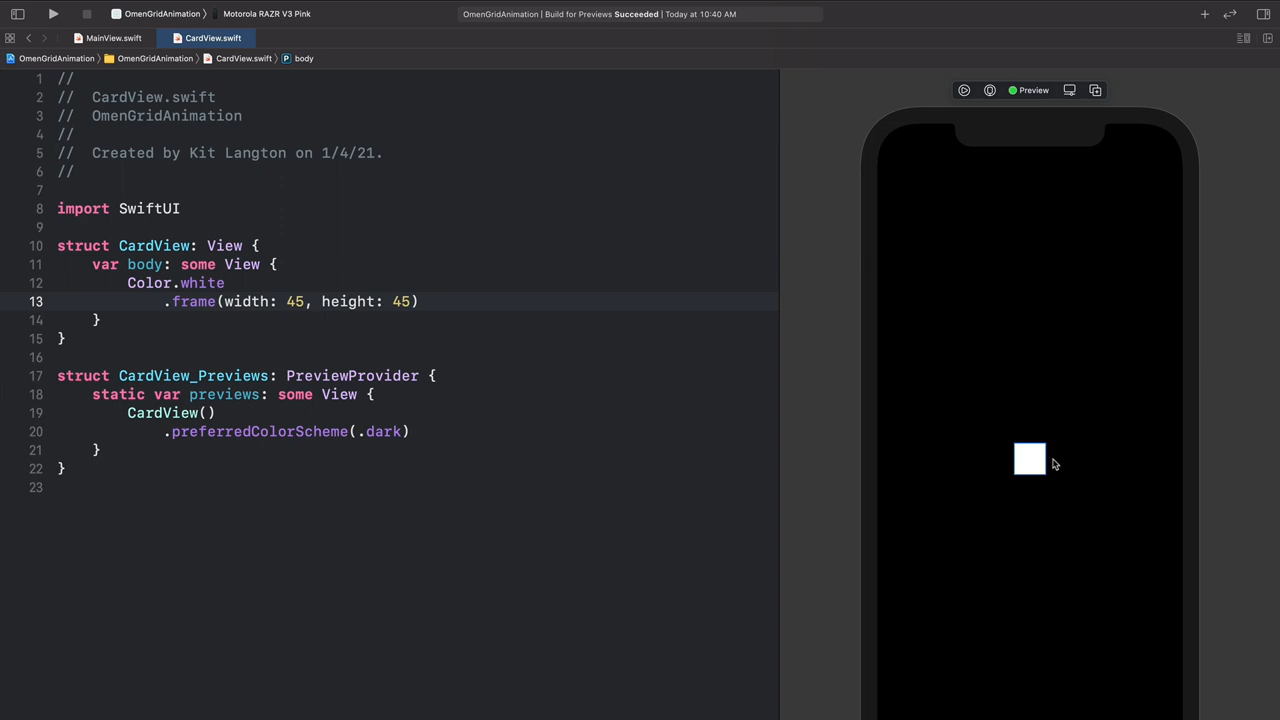 OmenGridAnimation 〉 Motorola RAZR V3 Pink
OmenGridAnimation | Build for Previews Succeeded | Today at 10:40 AM
MainView.swift
CardView.swift
OmenGridAnimation 〉 OmenGridAnimation 〉 CardView.swift 〉 P body
Preview
1 //
2 //  CardView.swift
3 //  OmenGridAnimation
4 //
5 //  Created by Kit Langton on 1/4/21.
6 //
7
8 import SwiftUI
9
10 struct CardView: View {
11     var body: some View {
12         Color.white
13             .frame(width: 45, height: 45)
14     }
15 }
16
17 struct CardView_Previews: PreviewProvider {
18     static var previews: some View {
19         CardView()
20             .preferredColorScheme(.dark)
21     }
22 }
23